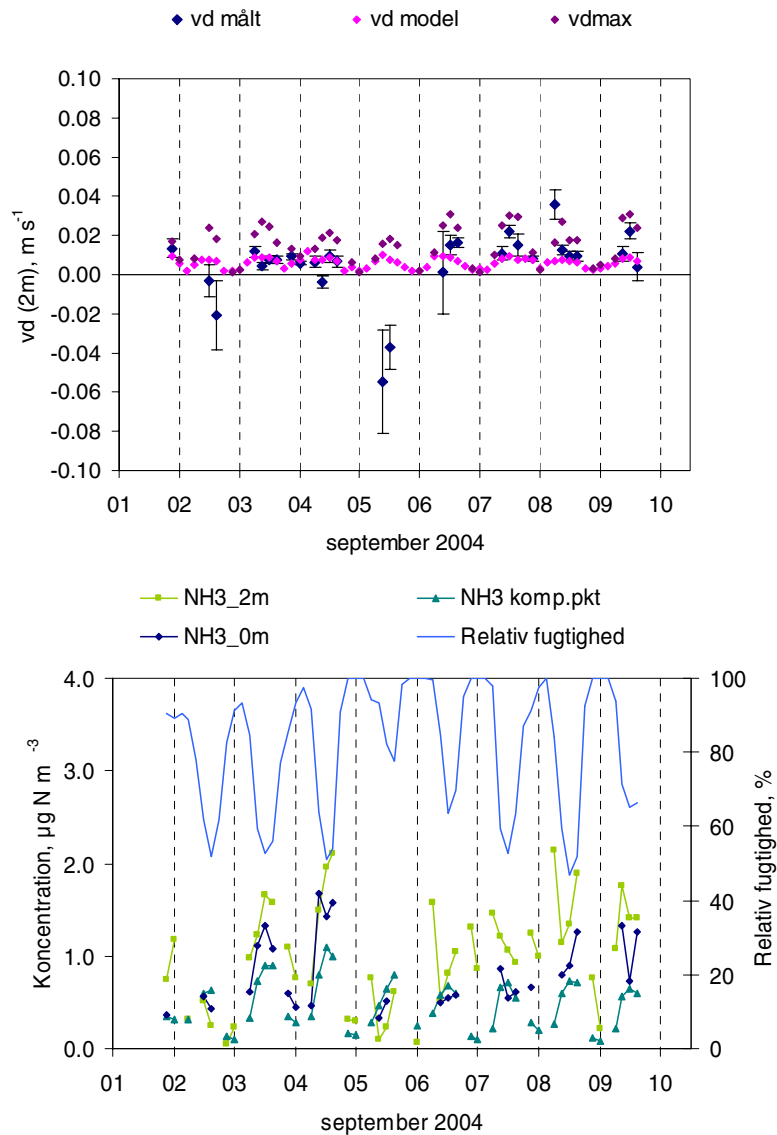 vd målt vd model vdmax
0.10
0.08
0.06
0.04
0.02
0.00
-0.02
-0.04
-0.06
-0.08
-0.10
vd (2m), m s-1
01 02 03 04 05 06 07 08 09 10
september 2004
NH3_2m NH3 komp.pkt
NH3_0m Relativ fugtighed
4.0 100
80
3.0
60
2.0
40
1.0
20
0.0 0
Koncentration, µg N m -3
Relativ fugtighed, %
01 02 03 04 05 06 07 08 09 10
september 2004